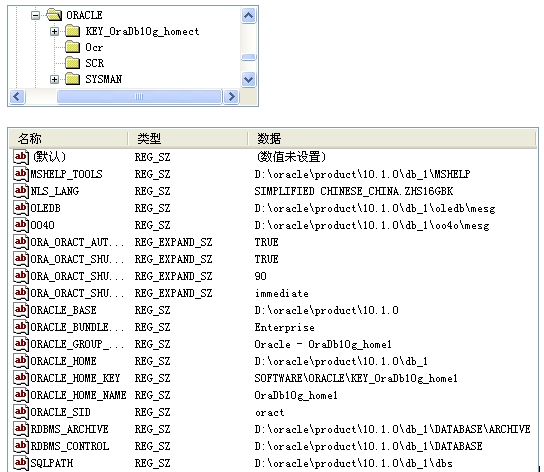 ORACLE
KEY_OraDb10g_homect
Ocr
SCR
SYSMAN
名称 类型 数据
(默认) REG_SZ (数值未设置)
MSHELP_TOOLS REG_SZ D:\oracle\product\10.1.0\db_1\MSHELP
NLS_LANG REG_SZ SIMPLIFIED CHINESE_CHINA.ZHS16GBK
OLEDB REG_SZ D:\oracle\product\10.1.0\db_1\oledb\mesg
OO4O REG_SZ D:\oracle\product\10.1.0\db_1\oo4o\mesg
ORA_ORACT_AUT... REG_EXPAND_SZ TRUE
ORA_ORACT_SHU... REG_EXPAND_SZ TRUE
ORA_ORACT_SHU... REG_EXPAND_SZ 90
ORA_ORACT_SHU... REG_EXPAND_SZ immediate
ORACLE_BASE REG_SZ D:\oracle\product\10.1.0
ORACLE_BUNDLE... REG_SZ Enterprise
ORACLE_GROUP_... REG_SZ Oracle - OraDb10g_home1
ORACLE_HOME REG_SZ D:\oracle\product\10.1.0\db_1
ORACLE_HOME_KEY REG_SZ SOFTWARE\ORACLE\KEY_OraDb10g_home1
ORACLE_HOME_NAME REG_SZ OraDb10g_home1
ORACLE_SID REG_SZ oract
RDBMS_ARCHIVE REG_SZ D:\oracle\product\10.1.0\db_1\DATABASE\ARCHIVE
RDBMS_CONTROL REG_SZ D:\oracle\product\10.1.0\db_1\DATABASE
SQLPATH REG_SZ D:\oracle\product\10.1.0\db_1\dbs